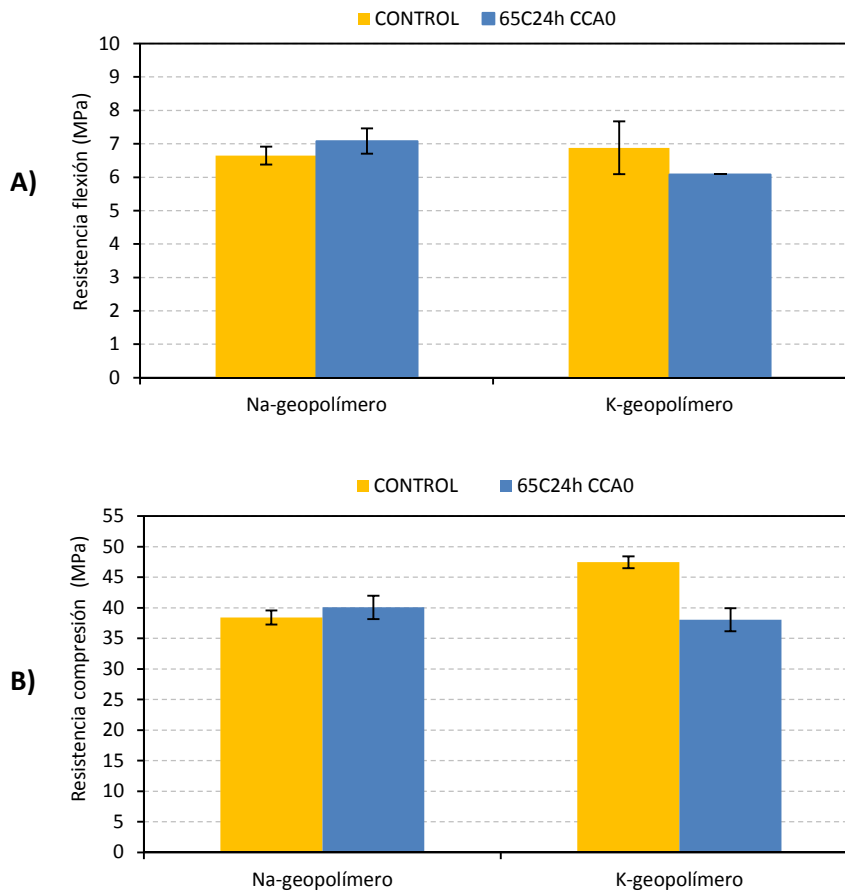 CONTROL 65C24h CCA0
10
9
8
7
6
5
4
3
2
1
0
Resistencia flexión (MPa)
A)
Na-geopolímero K-geopolímero
CONTROL 65C24h CCA0
55
50
45
40
35
30
25
20
15
10
5
0
Resistencia compresión (MPa)
B)
Na-geopolímero K-geopolímero